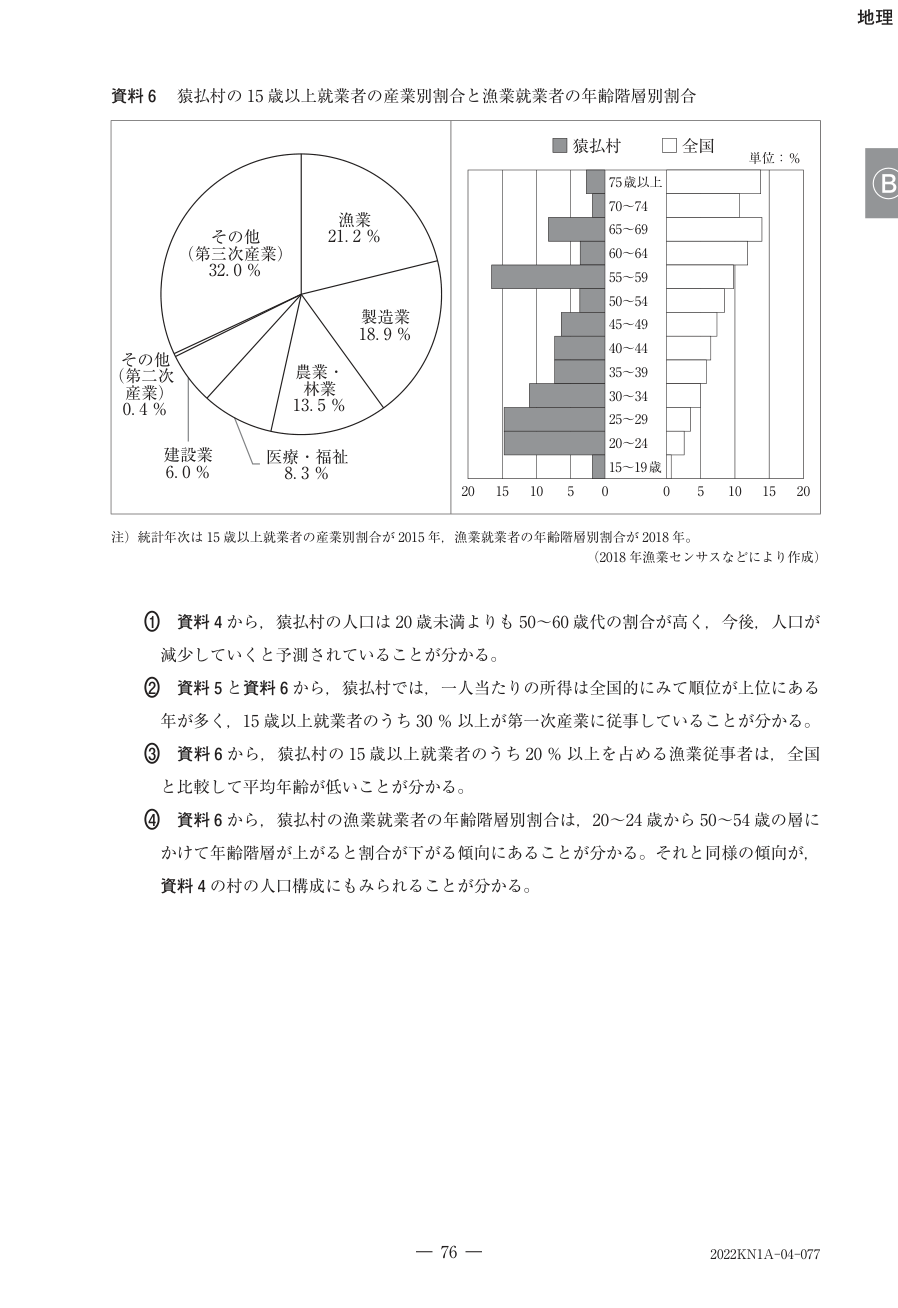 地理
資料6 猿払村の15歳以上就業者の産業別割合と漁業就業者の年齢階層別割合
B
漁業
21.2 %
製造業
18.9 %
農業・
林業
13.5 %
医療・福祉
8.3 %
建設業
6.0 %
その他
(第二次
産業)
0.4 %
その他
(第三次産業)
32.0 %
猿払村 全国
単位:%
75歳以上
70~74
65~69
60~64
55~59
50~54
45~49
40~44
35~39
30~34
25~29
20~24
15~19歳
20 15 10 5 0 0 5 10 15 20
注) 統計年次は15歳以上就業者の産業別割合が2015年,漁業就業者の年齢階層別割合が2018年。
(2018年漁業センサスなどにより作成)
① 資料4から,猿払村の人口は20歳未満よりも50~60歳代の割合が高く,今後,人口が
減少していくと予測されていることが分かる。
② 資料5と資料6から,猿払村では,一人当たりの所得は全国的にみて順位が上位にある
年が多く,15歳以上就業者のうち30 % 以上が第一次産業に従事していることが分かる。
③ 資料6から,猿払村の15歳以上就業者のうち20 % 以上を占める漁業従事者は,全国
と比較して平均年齢が低いことが分かる。
④ 資料6から,猿払村の漁業就業者の年齢階層別割合は,20~24歳から50~54歳の層に
かけて年齢階層が上がると割合が下がる傾向にあることが分かる。それと同様の傾向が,
資料4の村の人口構成にもみられることが分かる。
— 76 —
2022KN1A-04-077